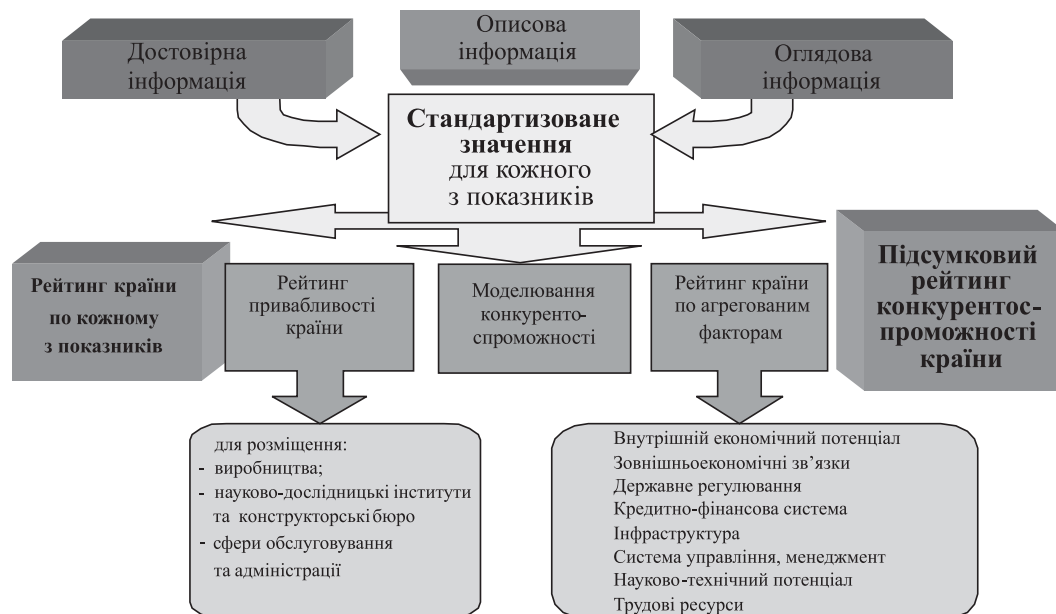 Достовірна
інформація
Описова
інформація
Оглядова
інформація
Стандартизоване
значення
для кожного
з показників
Рейтинг країни
по кожному
з показників
Рейтинг
привабливості
країни
Моделювання
конкуренто-
спроможності
Рейтинг країни
по агрегованим
факторам
Підсумковий
рейтинг
конкурентос-
проможності
країни
для розміщення:
- виробництва;
- науково-дослідницькі інститути
та конструкторські бюро
- сфери обслуговування
та адміністрації
Внутрішній економічний потенціал
Зовнішньоекономічні зв’язки
Державне регулювання
Кредитно-фінансова система
Інфраструктура
Система управління, менеджмент
Науково-технічний потенціал
Трудові ресурси